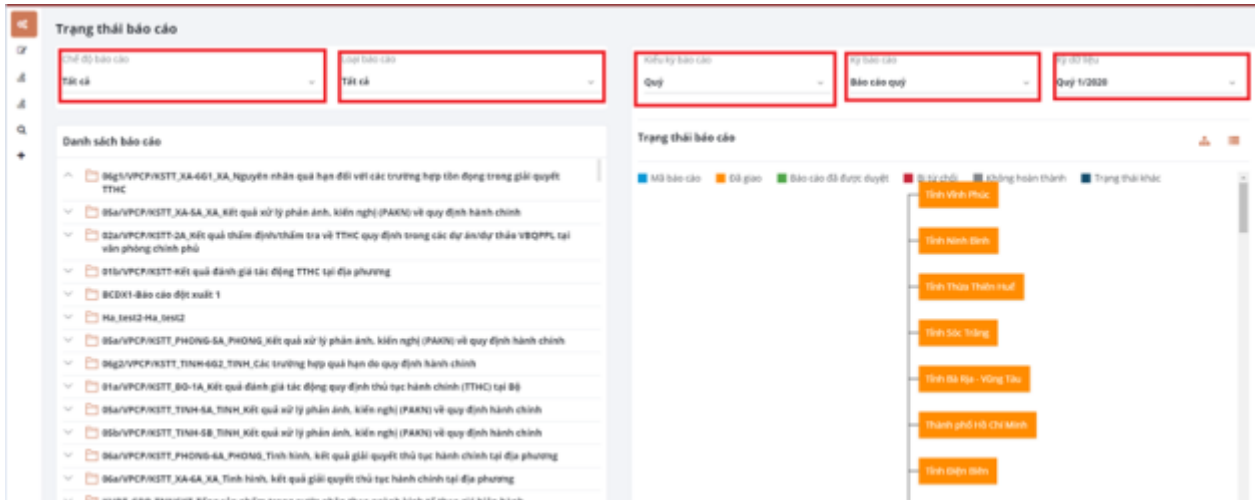 Trạng thái báo cáo
Chế độ báo cáo
Tất cả
Loại báo cáo
Tất cả
Kiểu kỳ báo cáo
Quý
Kỳ báo cáo
Báo cáo quý
Kỳ dữ liệu
Quý 1/2020
Danh sách báo cáo
06g1/VPCP/KSTT_XA-6G1_XA_Nguyên nhân quá hạn đối với các trường hợp tồn đọng trong giải quyết
TTHC
05a/VPCP/KSTT_XA-5A_XA_Kết quả xử lý phản ánh, kiến nghị (PAKN) về quy định hành chính
02a/VPCP/KSTT-2A_Kết quả thẩm định/thẩm tra về TTHC quy định trong các dự án/dự thảo VBQPPL tại
văn phòng chính phủ
01b/VPCP/KSTT-Kết quả đánh giá tác động TTHC tại địa phương
BCDX1-Báo cáo đột xuất 1
Ha_test2-Ha_test2
05a/VPCP/KSTT_PHONG-5A_PHONG_Kết quả xử lý phản ánh, kiến nghị (PAKN) về quy định hành chính
06g2/VPCP/KSTT_TINH-6G2_TINH_Các trường hợp quá hạn do quy định hành chính
01a/VPCP/KSTT_BO-1A_Kết quả đánh giá tác động quy định thủ tục hành chính (TTHC) tại Bộ
05a/VPCP/KSTT_TINH-5A_TINH_Kết quả xử lý phản ánh, kiến nghị (PAKN) về quy định hành chính
05b/VPCP/KSTT_TINH-5B_TINH_Kết quả xử lý phản ánh, kiến nghị (PAKN) về quy định hành chính
06a/VPCP/KSTT_PHONG-6A_PHONG_Tình hình, kết quả giải quyết thủ tục hành chính tại địa phương
06a/VPCP/KSTT_XA-6A_XA_Tình hình, kết quả giải quyết thủ tục hành chính tại địa phương
Trạng thái báo cáo
Mã báo cáo
Đã giao
Báo cáo đã được duyệt
Bị từ chối
Không hoàn thành
Trạng thái khác
Tỉnh Vĩnh Phúc
Tỉnh Ninh Bình
Tỉnh Thừa Thiên Huế
Tỉnh Sóc Trăng
Tỉnh Bà Rịa - Vũng Tàu
Thành phố Hồ Chí Minh
Tỉnh Điện Biên